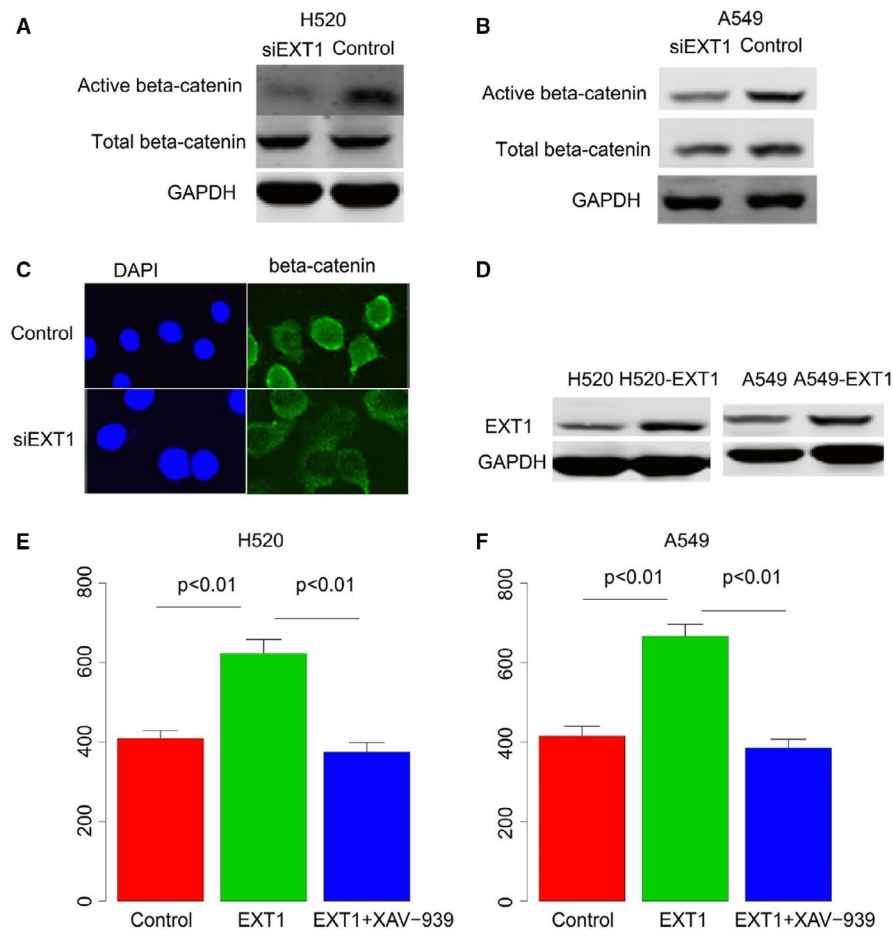 A
H520
siEXT1 Control
Active beta-catenin
Total beta-catenin
GAPDH
B
A549
siEXT1 Control
Active beta-catenin
Total beta-catenin
GAPDH
C
DAPI beta-catenin
Control
siEXT1
D
H520 H520-EXT1 A549 A549-EXT1
EXT1
GAPDH
E
H520
p<0.01 p<0.01
800
600
400
200
0
Control EXT1 EXT1+XAV-939
F
A549
p<0.01 p<0.01
800
600
400
200
0
Control EXT1 EXT1+XAV-939